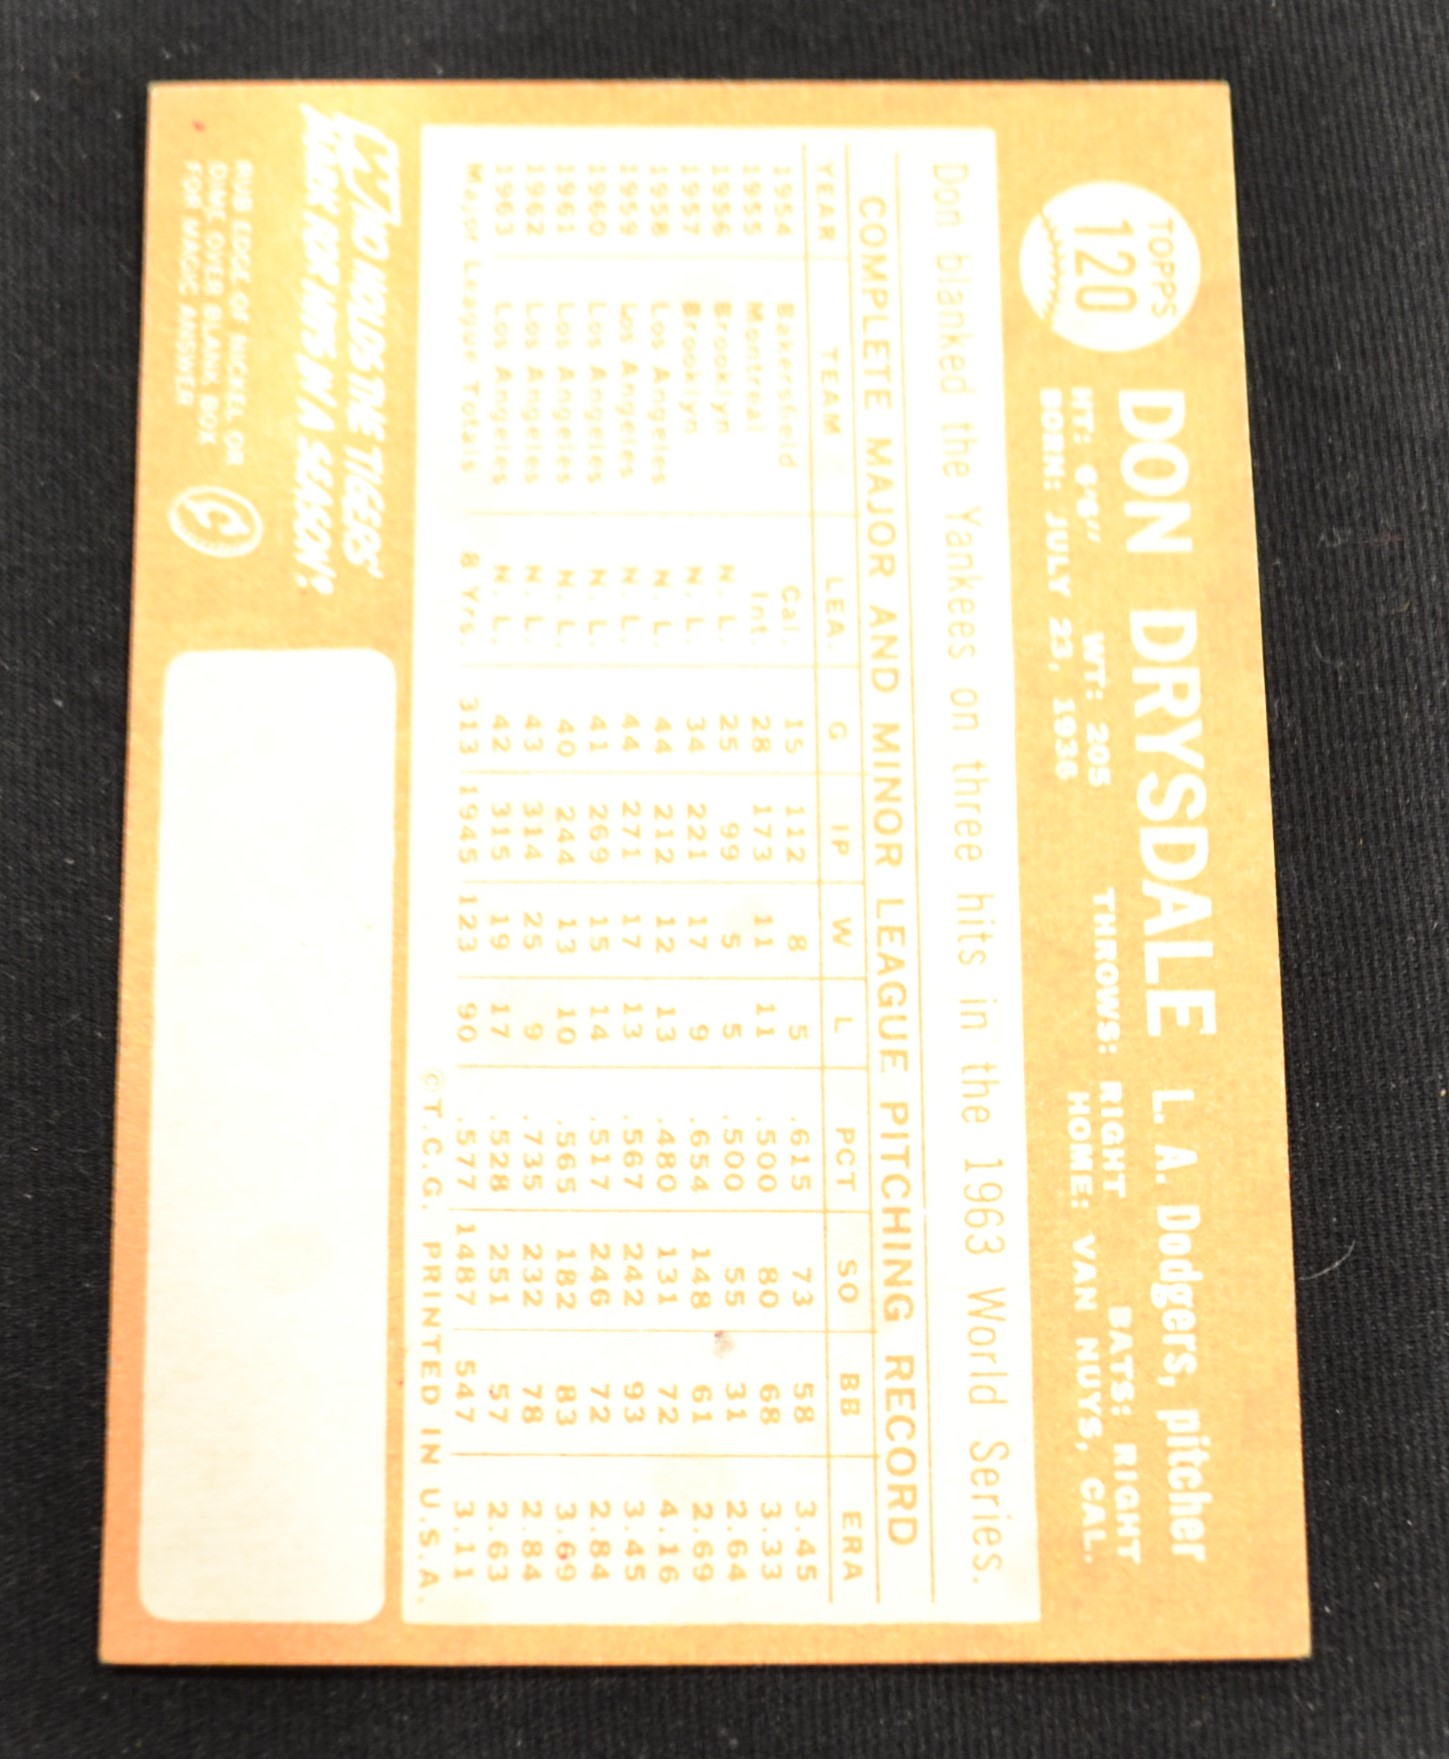 TOPPS
120
DON DRYSDALE L. A. Dodgers, pitcher
HT: 6'6" WT: 205 THROWS: RIGHT BATS: RIGHT
BORN: JULY 23, 1936 HOME: VAN NUYS, CAL.
Don blanked the Yankees on three hits in the 1963 World Series.
COMPLETE MAJOR AND MINOR LEAGUE PITCHING RECORD
YEAR TEAM LEA. G IP W L PCT SO BB ERA
1954 Bakersfield Cal. 15 112 8 5 .615 73 58 3.45
1955 Montreal Int. 28 173 11 11 .500 80 68 3.33
1956 Brooklyn N. L. 25 99 5 5 .500 55 31 2.64
1957 Brooklyn N. L. 34 221 17 9 .654 148 61 2.69
1958 Los Angeles N. L. 44 212 12 13 .480 131 72 4.16
1959 Los Angeles N. L. 44 271 17 13 .567 242 93 3.45
1960 Los Angeles N. L. 41 269 15 14 .517 246 72 2.84
1961 Los Angeles N. L. 40 244 13 10 .565 182 83 3.69
1962 Los Angeles N. L. 43 314 25 9 .735 232 78 2.84
1963 Los Angeles N. L. 42 315 19 17 .528 251 57 2.63
Major League Totals 8 Yrs. 313 1945 123 90 .577 1487 547 3.11
©T.C.G. PRINTED IN U.S.A.
WHO HOLDS THE TIGERS'
MARK FOR HITS IN A SEASON?
RUB EDGE OF NICKEL OR
DIME OVER BLANK BOX
FOR MAGIC ANSWER